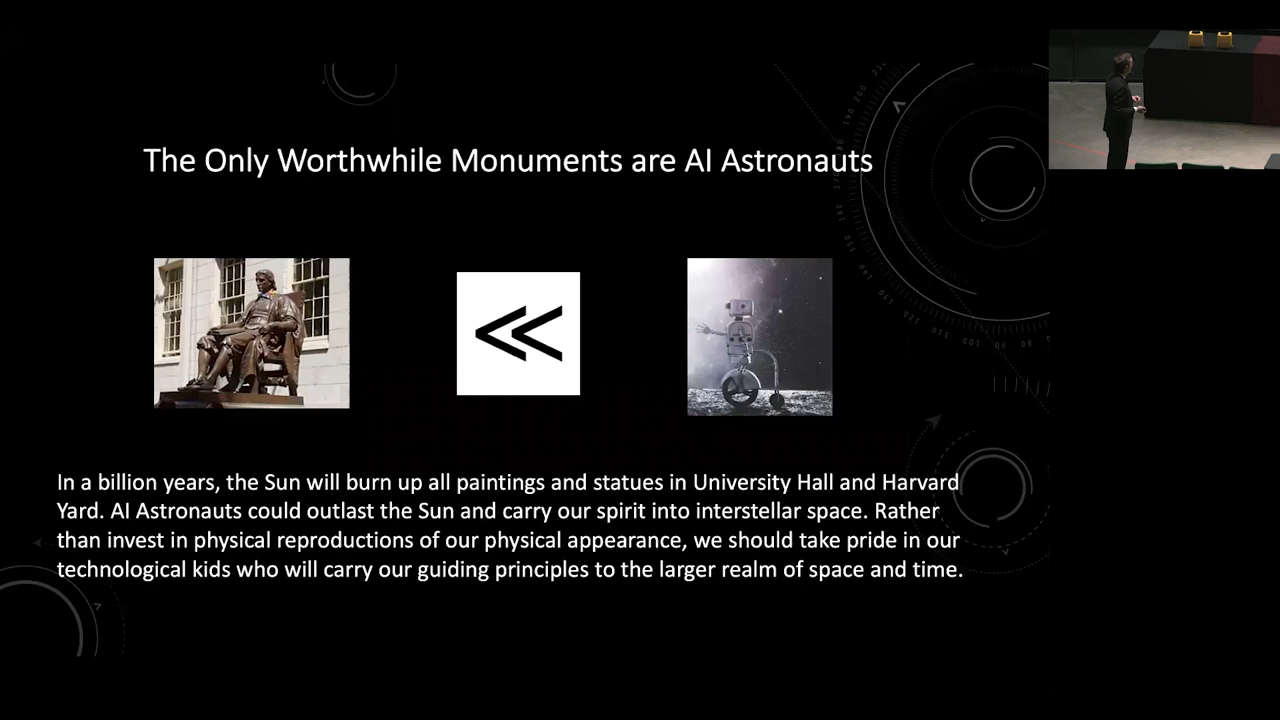 The Only Worthwhile Monuments are AI Astronauts
In a billion years, the Sun will burn up all paintings and statues in University Hall and Harvard
Yard. AI Astronauts could outlast the Sun and carry our spirit into interstellar space. Rather
than invest in physical reproductions of our physical appearance, we should take pride in our
technological kids who will carry our guiding principles to the larger realm of space and time.